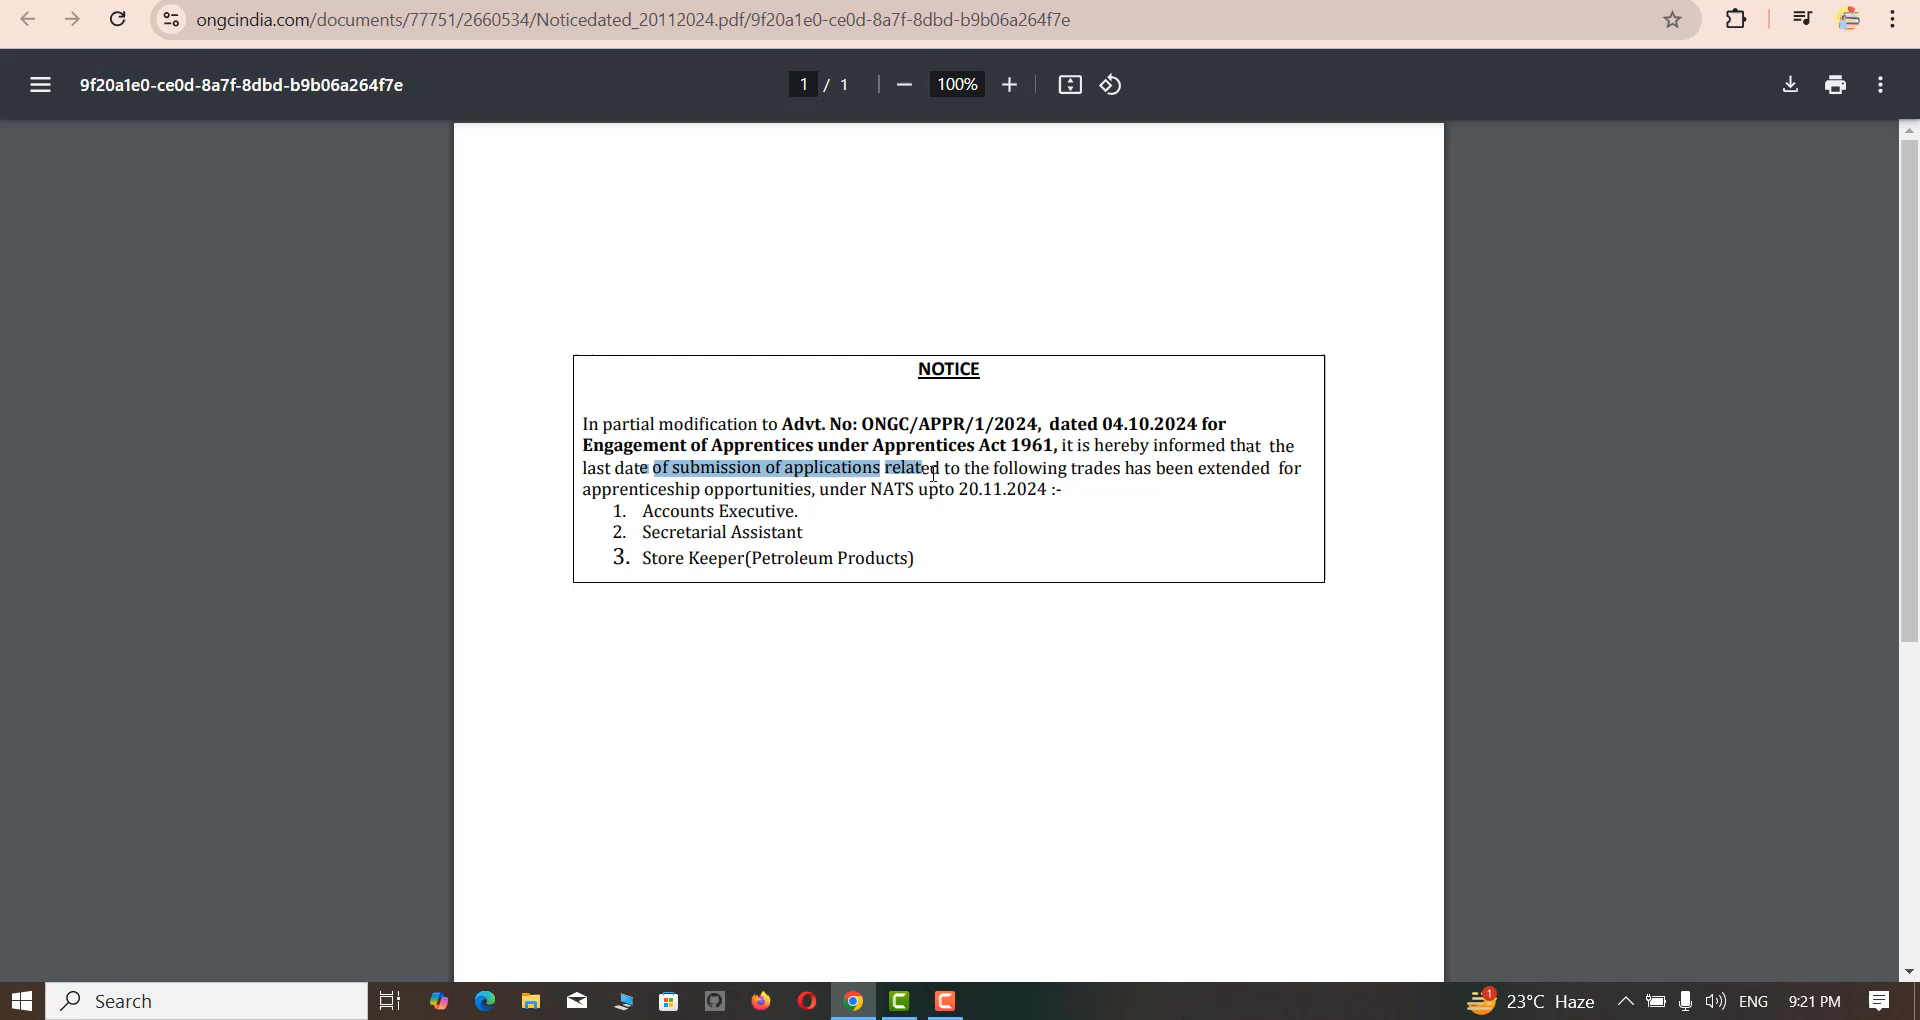 ongcindia.com/documents/77751/2660534/Noticedated_20112024.pdf/9f20a1e0-ce0d-8a7f-8dbd-b9b06a264f7e
9f20a1e0-ce0d-8a7f-8dbd-b9b06a264f7e
1 / 1
100%
NOTICE
In partial modification to Advt. No: ONGC/APPR/1/2024, dated 04.10.2024 for
Engagement of Apprentices under Apprentices Act 1961, it is hereby informed that the
last date of submission of applications related to the following trades has been extended for
apprenticeship opportunities, under NATS upto 20.11.2024 :-
1. Accounts Executive.
2. Secretarial Assistant
3. Store Keeper(Petroleum Products)
Search
1
23°C Haze
ENG
9:21 PM